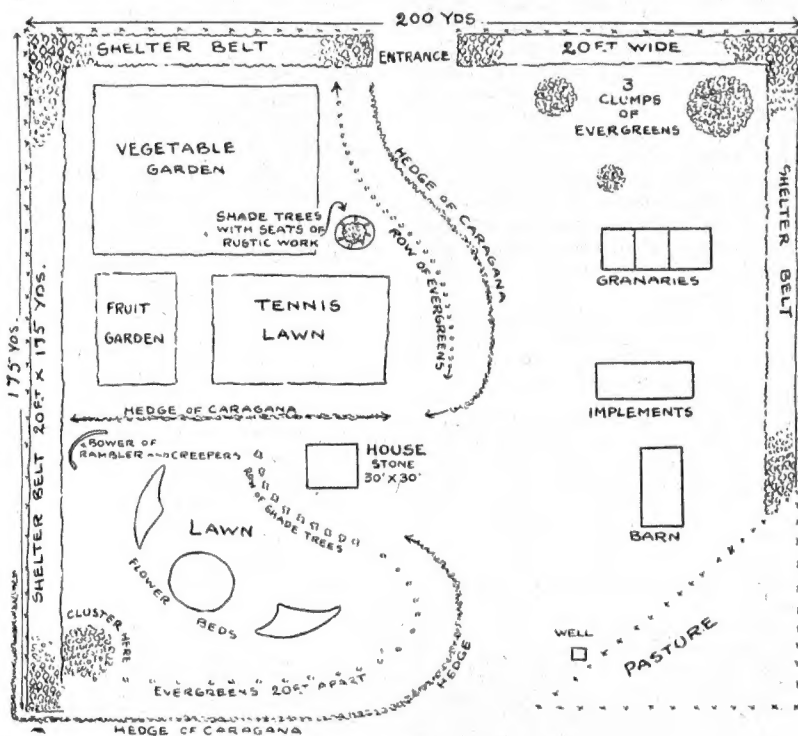 200 YDS.
SHELTER BELT
ENTRANCE
20FT WIDE
3
CLUMPS
OF
EVERGREENS
VEGETABLE
GARDEN
HEDGE OF CARAGANA
SHADE TREES
WITH SEATS OF
RUSTIC WORK
ROW OF EVERGREENS
SHELTER BELT
GRANARIES
FRUIT
GARDEN
TENNIS
LAWN
175 YDS.
SHELTER BELT 20FT X 175 YDS.
IMPLEMENTS
HEDGE OF CARAGANA
BOWER OF
RAMBLER AND CREEPERS
HOUSE
STONE
30' X 30'
ROW OF SHADE TREES
LAWN
BARN
FLOWER BEDS
CLUSTER HERE
WELL
PASTURE
HEDGE
EVERGREENS 20FT APART
HEDGE OF CARAGANA